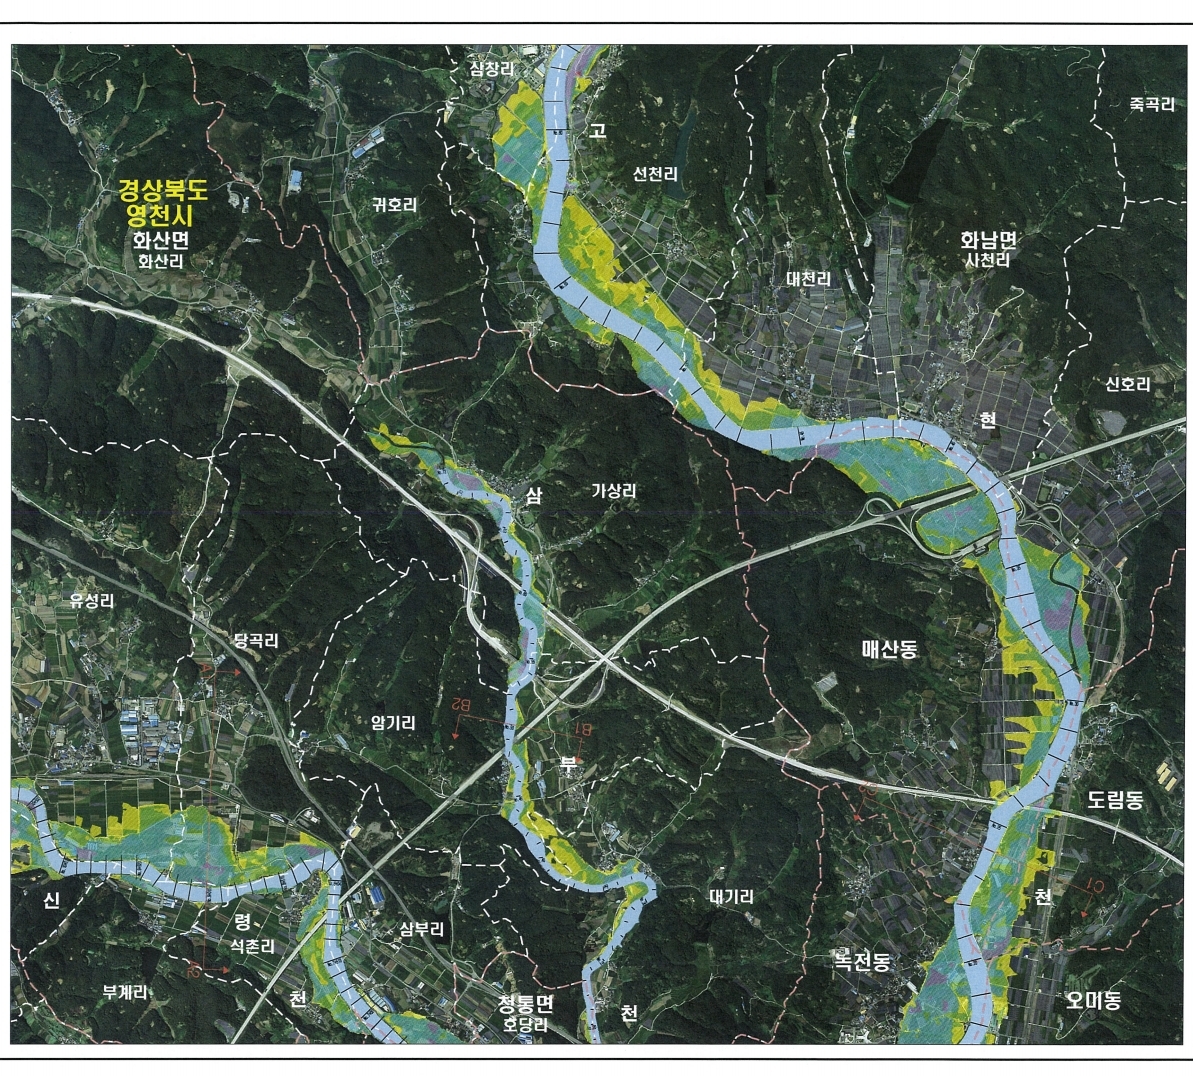 삼창리
죽곡리
고
선천리
경상북도
영천시
화산면
화산리
귀호리
화남면
사천리
대천리
신호리
현
삼
가상리
유성리
당곡리
매산동
암기리
B2
B1
부
도림동
C1
천
대기리
신
령
석촌리
삼부리
녹전동
부계리
천
청통면
호당리
천
오미동